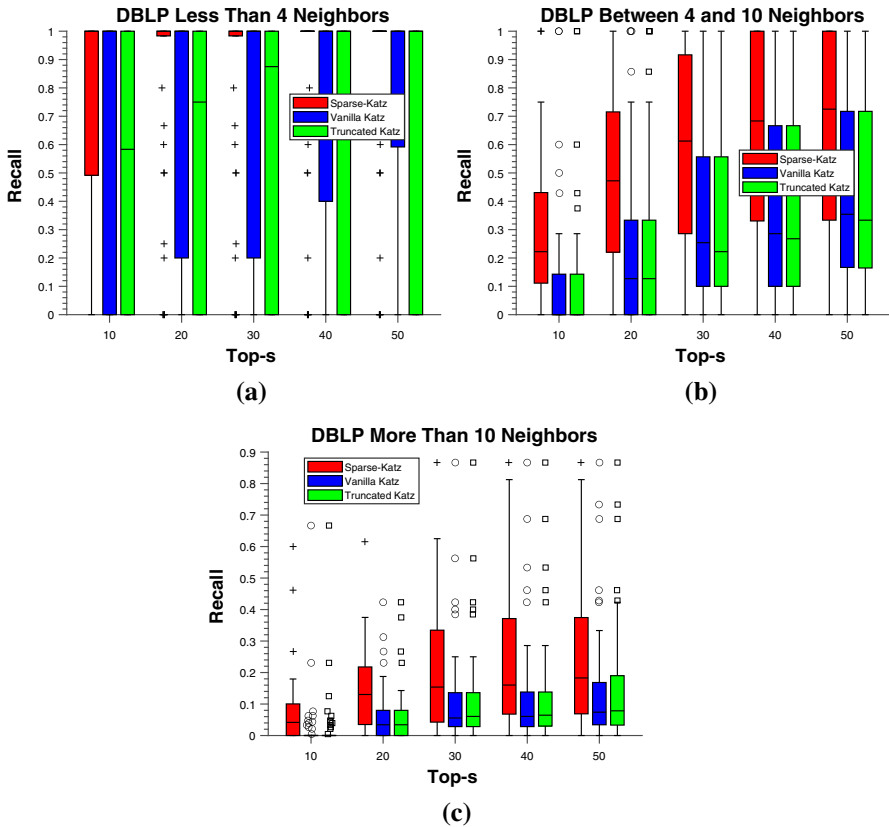 DBLP Less Than 4 Neighbors
1
0.9
0.8
0.7
0.6
0.5
0.4
0.3
0.2
0.1
0
Recall
Sparse-Katz
Vanilla Katz
Truncated Katz
10 20 30 40 50
Top-s
(a)
DBLP Between 4 and 10 Neighbors
1
0.9
0.8
0.7
0.6
0.5
0.4
0.3
0.2
0.1
0
Recall
Sparse-Katz
Vanilla Katz
Truncated Katz
10 20 30 40 50
Top-s
(b)
DBLP More Than 10 Neighbors
0.9
0.8
0.7
0.6
0.5
0.4
0.3
0.2
0.1
0
Recall
Sparse-Katz
Vanilla Katz
Truncated Katz
10 20 30 40 50
Top-s
(c)